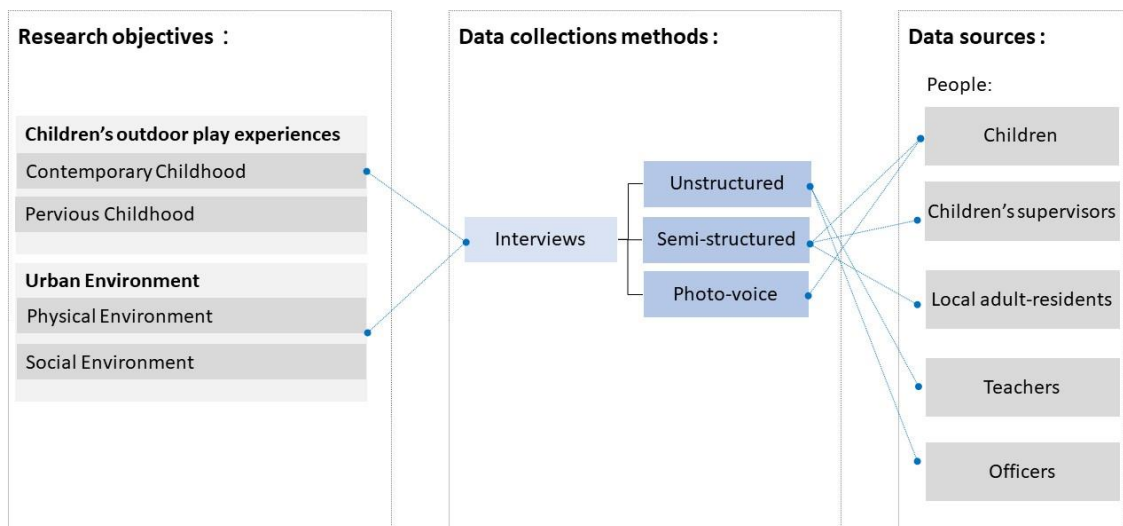 Research objectives :
Children's outdoor play experiences
Contemporary Childhood
Pervious Childhood
Urban Environment
Physical Environment
Social Environment
Data collections methods :
Interviews
Unstructured
Semi-structured
Photo-voice
Data sources :
People:
Children
Children's supervisors
Local adult-residents
Teachers
Officers